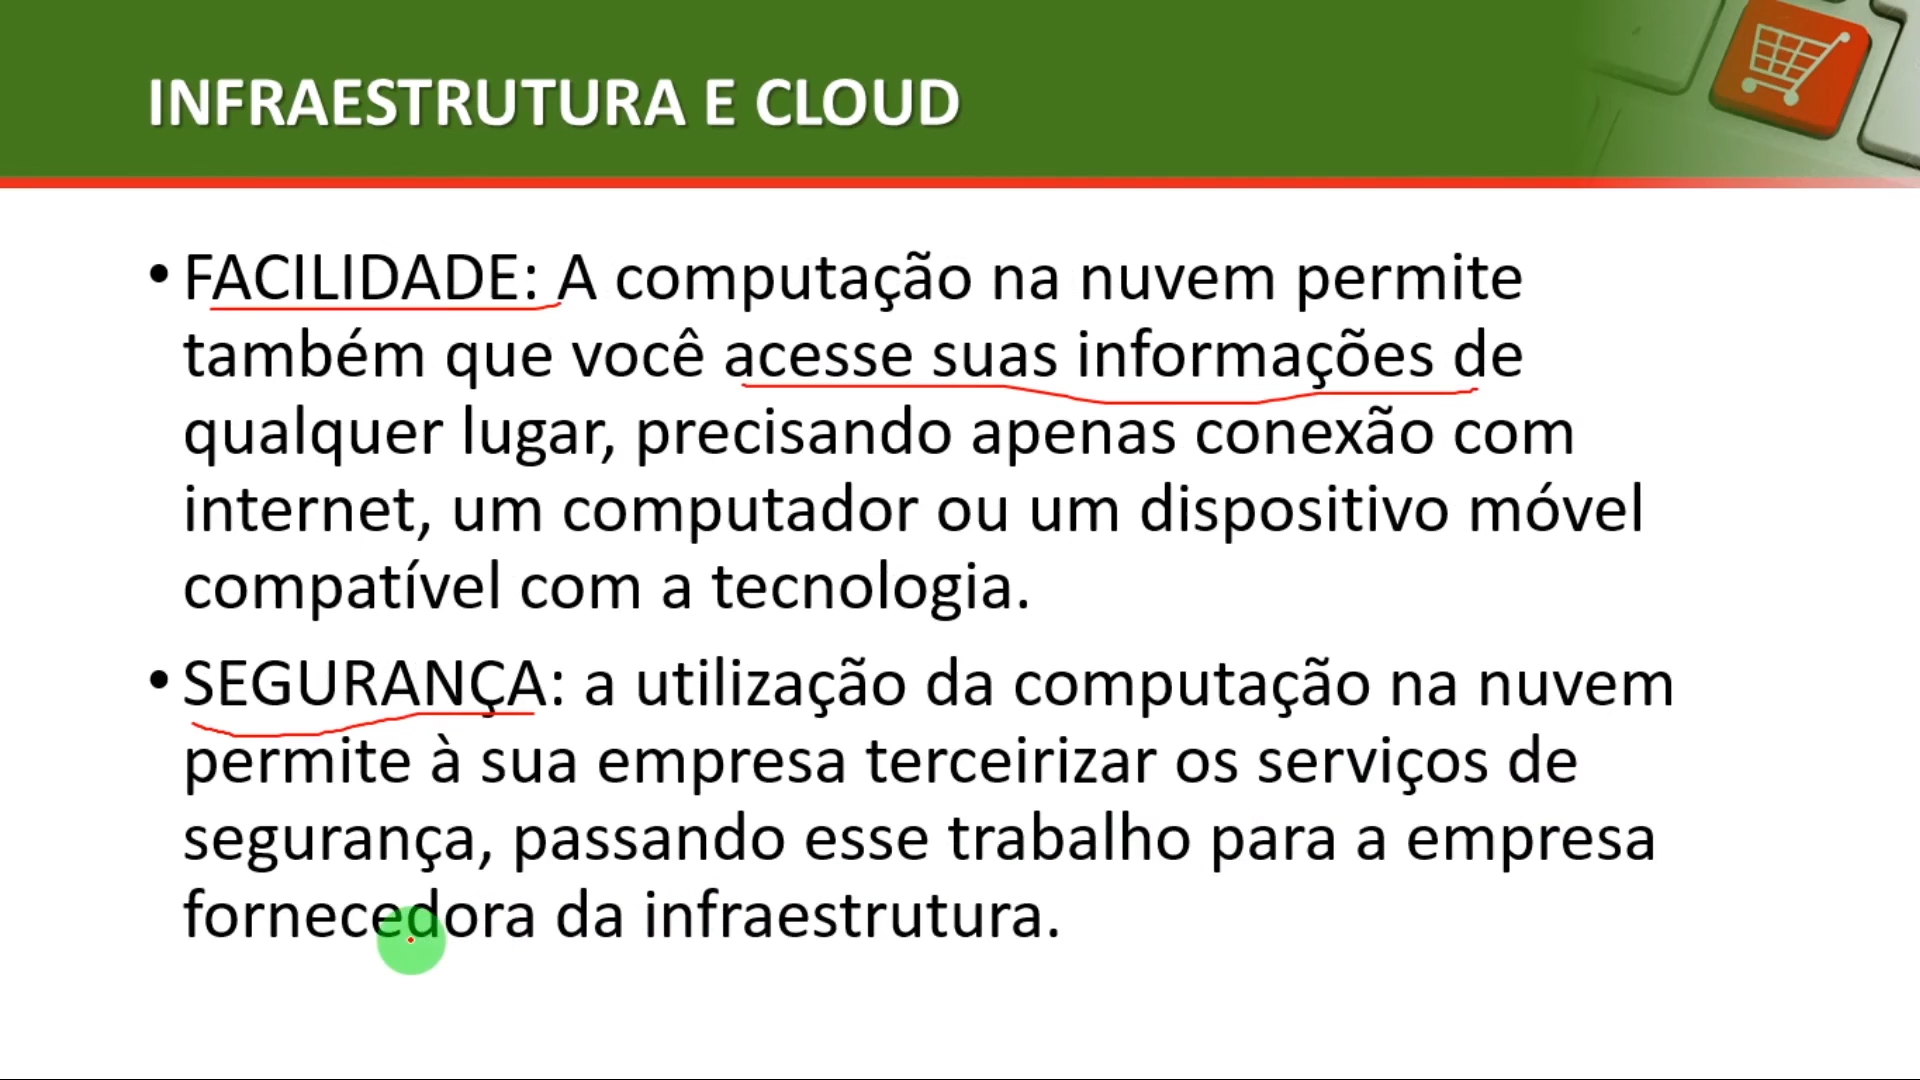 INFRAESTRUTURA E CLOUD
• FACILIDADE: A computação na nuvem permite
também que você acesse suas informações de
qualquer lugar, precisando apenas conexão com
internet, um computador ou um dispositivo móvel
compatível com a tecnologia.
• SEGURANÇA: a utilização da computação na nuvem
permite à sua empresa terceirizar os serviços de
segurança, passando esse trabalho para a empresa
fornecedora da infraestrutura.